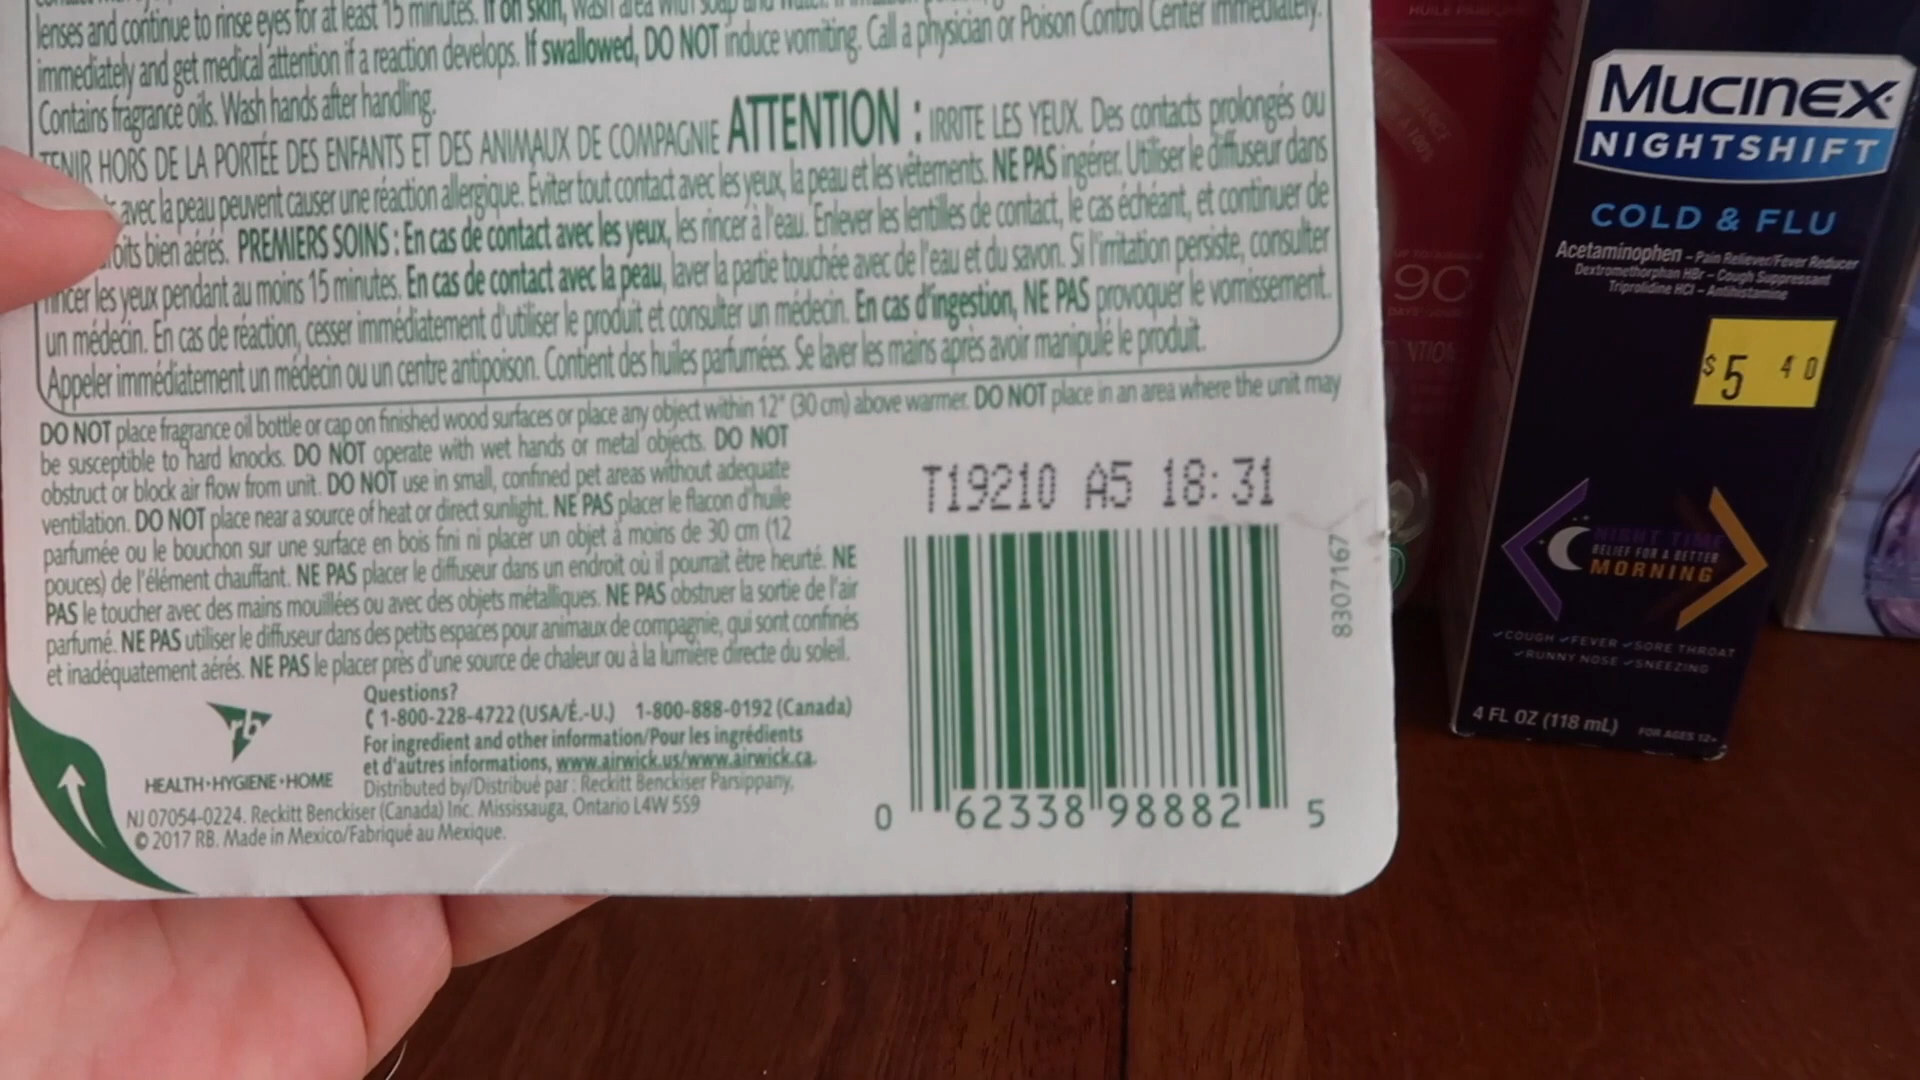 lenses and continue to rinse eyes for at least 15 minutes. If on skin, wash area with soap and water.
immediately and get medical attention if a reaction develops. If swallowed, DO NOT induce vomiting. Call a physician or Poison Control Center immediately.
Contains fragrance oils. Wash hands after handling.
TENIR HORS DE LA PORTÉE DES ENFANTS ET DES ANIMAUX DE COMPAGNIE ATTENTION : IRRITE LES YEUX. Des contacts prolongés ou
avec la peau peuvent causer une réaction allergique. Éviter tout contact avec les yeux, la peau et les vêtements. NE PAS ingérer. Utiliser le diffuseur dans
bien aérés. PREMIERS SOINS : En cas de contact avec les yeux, les rincer à l'eau. Enlever les lentilles de contact, le cas échéant, et continuer de
rincer les yeux pendant au moins 15 minutes. En cas de contact avec la peau, laver la partie touchée avec de l'eau et du savon. Si l'irritation persiste, consulter
un médecin. En cas de réaction, cesser immédiatement d'utiliser le produit et consulter un médecin. En cas d'ingestion, NE PAS provoquer le vomissement.
Appeler immédiatement un médecin ou un centre antipoison. Contient des huiles parfumées. Se laver les mains après avoir manipulé le produit.
DO NOT place fragrance oil bottle or cap on finished wood surfaces or place any object within 12" (30 cm) above warmer. DO NOT place in an area where the unit may
be susceptible to hard knocks. DO NOT operate with wet hands or metal objects. DO NOT
obstruct or block air flow from unit. DO NOT use in small, confined pet areas without adequate
ventilation. DO NOT place near a source of heat or direct sunlight. NE PAS placer le flacon d'huile
parfumée ou le bouchon sur une surface en bois fini ni placer un objet à moins de 30 cm (12
pouces) de l'élément chauffant. NE PAS placer le diffuseur dans un endroit où il pourrait être heurté. NE
PAS le toucher avec des mains mouillées ou avec des objets métalliques. NE PAS obstruer la sortie de l'air
parfumé. NE PAS utiliser le diffuseur dans des petits espaces pour animaux de compagnie, qui sont confinés
et inadéquatement aérés. NE PAS le placer près d'une source de chaleur ou à la lumière directe du soleil.
T19210 A5 18:31
8307167
0 62338 98882 5
rb
HEALTH • HYGIENE • HOME
Questions?
1-800-228-4722 (USA/É.-U.) 1-800-888-0192 (Canada)
For ingredient and other information/Pour les ingrédients
et d'autres informations, www.airwick.us/www.airwick.ca.
Distributed by/Distribué par : Reckitt Benckiser Parsippany,
NJ 07054-0224. Reckitt Benckiser (Canada) Inc. Mississauga, Ontario L4W 5S9
© 2017 RB. Made in Mexico/Fabriqué au Mexique.
Mucinex
NIGHTSHIFT
COLD & FLU
Acetaminophen – Pain Reliever/Fever Reducer
Dextromethorphan HBr – Cough Suppressant
Triprolidine HCl – Antihistamine
$5 40
NIGHT TIME
RELIEF FOR A BETTER
MORNING
COUGH FEVER SORE THROAT
RUNNY NOSE SNEEZING
4 FL OZ (118 mL) FOR AGES 12+